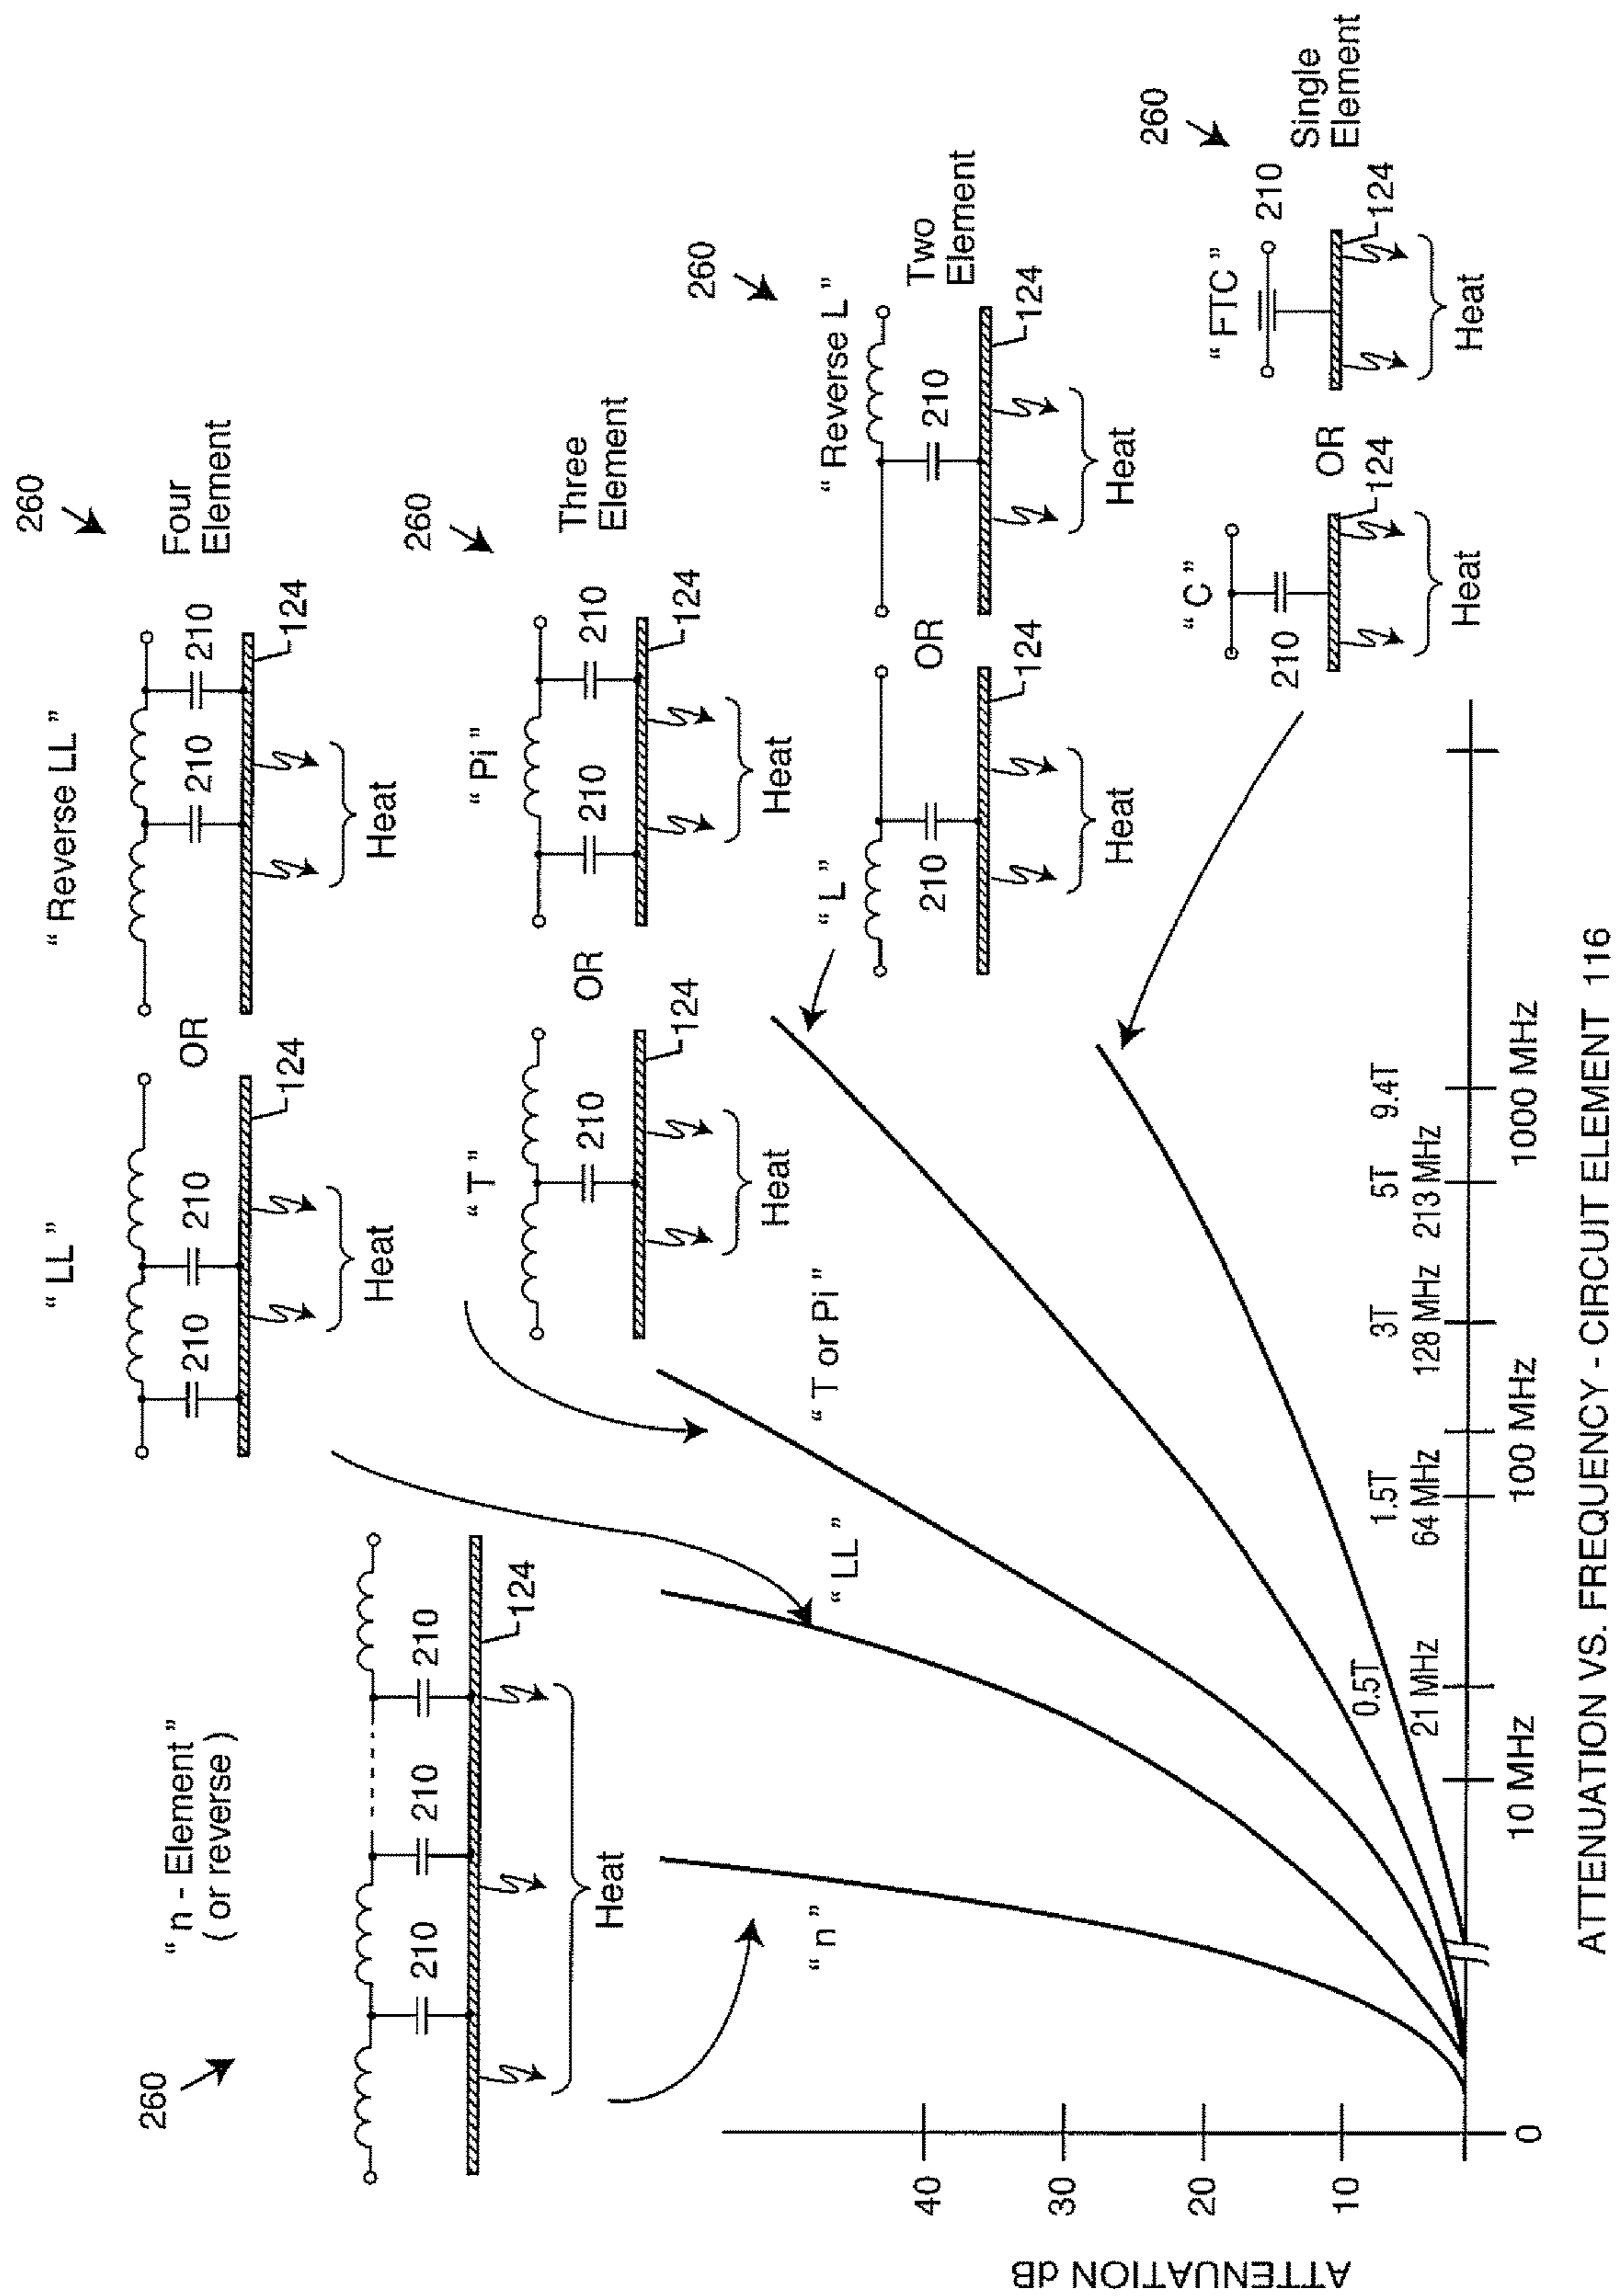 260
"n - Element"
( or reverse )
210
210
210
124
Heat
"LL"
210
210
124
Heat
OR
"Reverse LL"
210
210
124
Heat
260
Four
Element
"T"
210
124
Heat
OR
"Pi"
210
210
124
Heat
260
Three
Element
"L"
210
124
Heat
OR
"Reverse L"
210
124
Heat
260
Two
Element
"C"
210
124
Heat
OR
"FTC"
210
124
Heat
260
Single
Element
"n"
"LL"
"T or Pi"
ATTENUATION dB
40
30
20
10
0
0.5T
21 MHz
1.5T
64 MHz
3T
128 MHz
5T
213 MHz
9.4T
10 MHz
100 MHz
1000 MHz
ATTENUATION VS. FREQUENCY - CIRCUIT ELEMENT 116